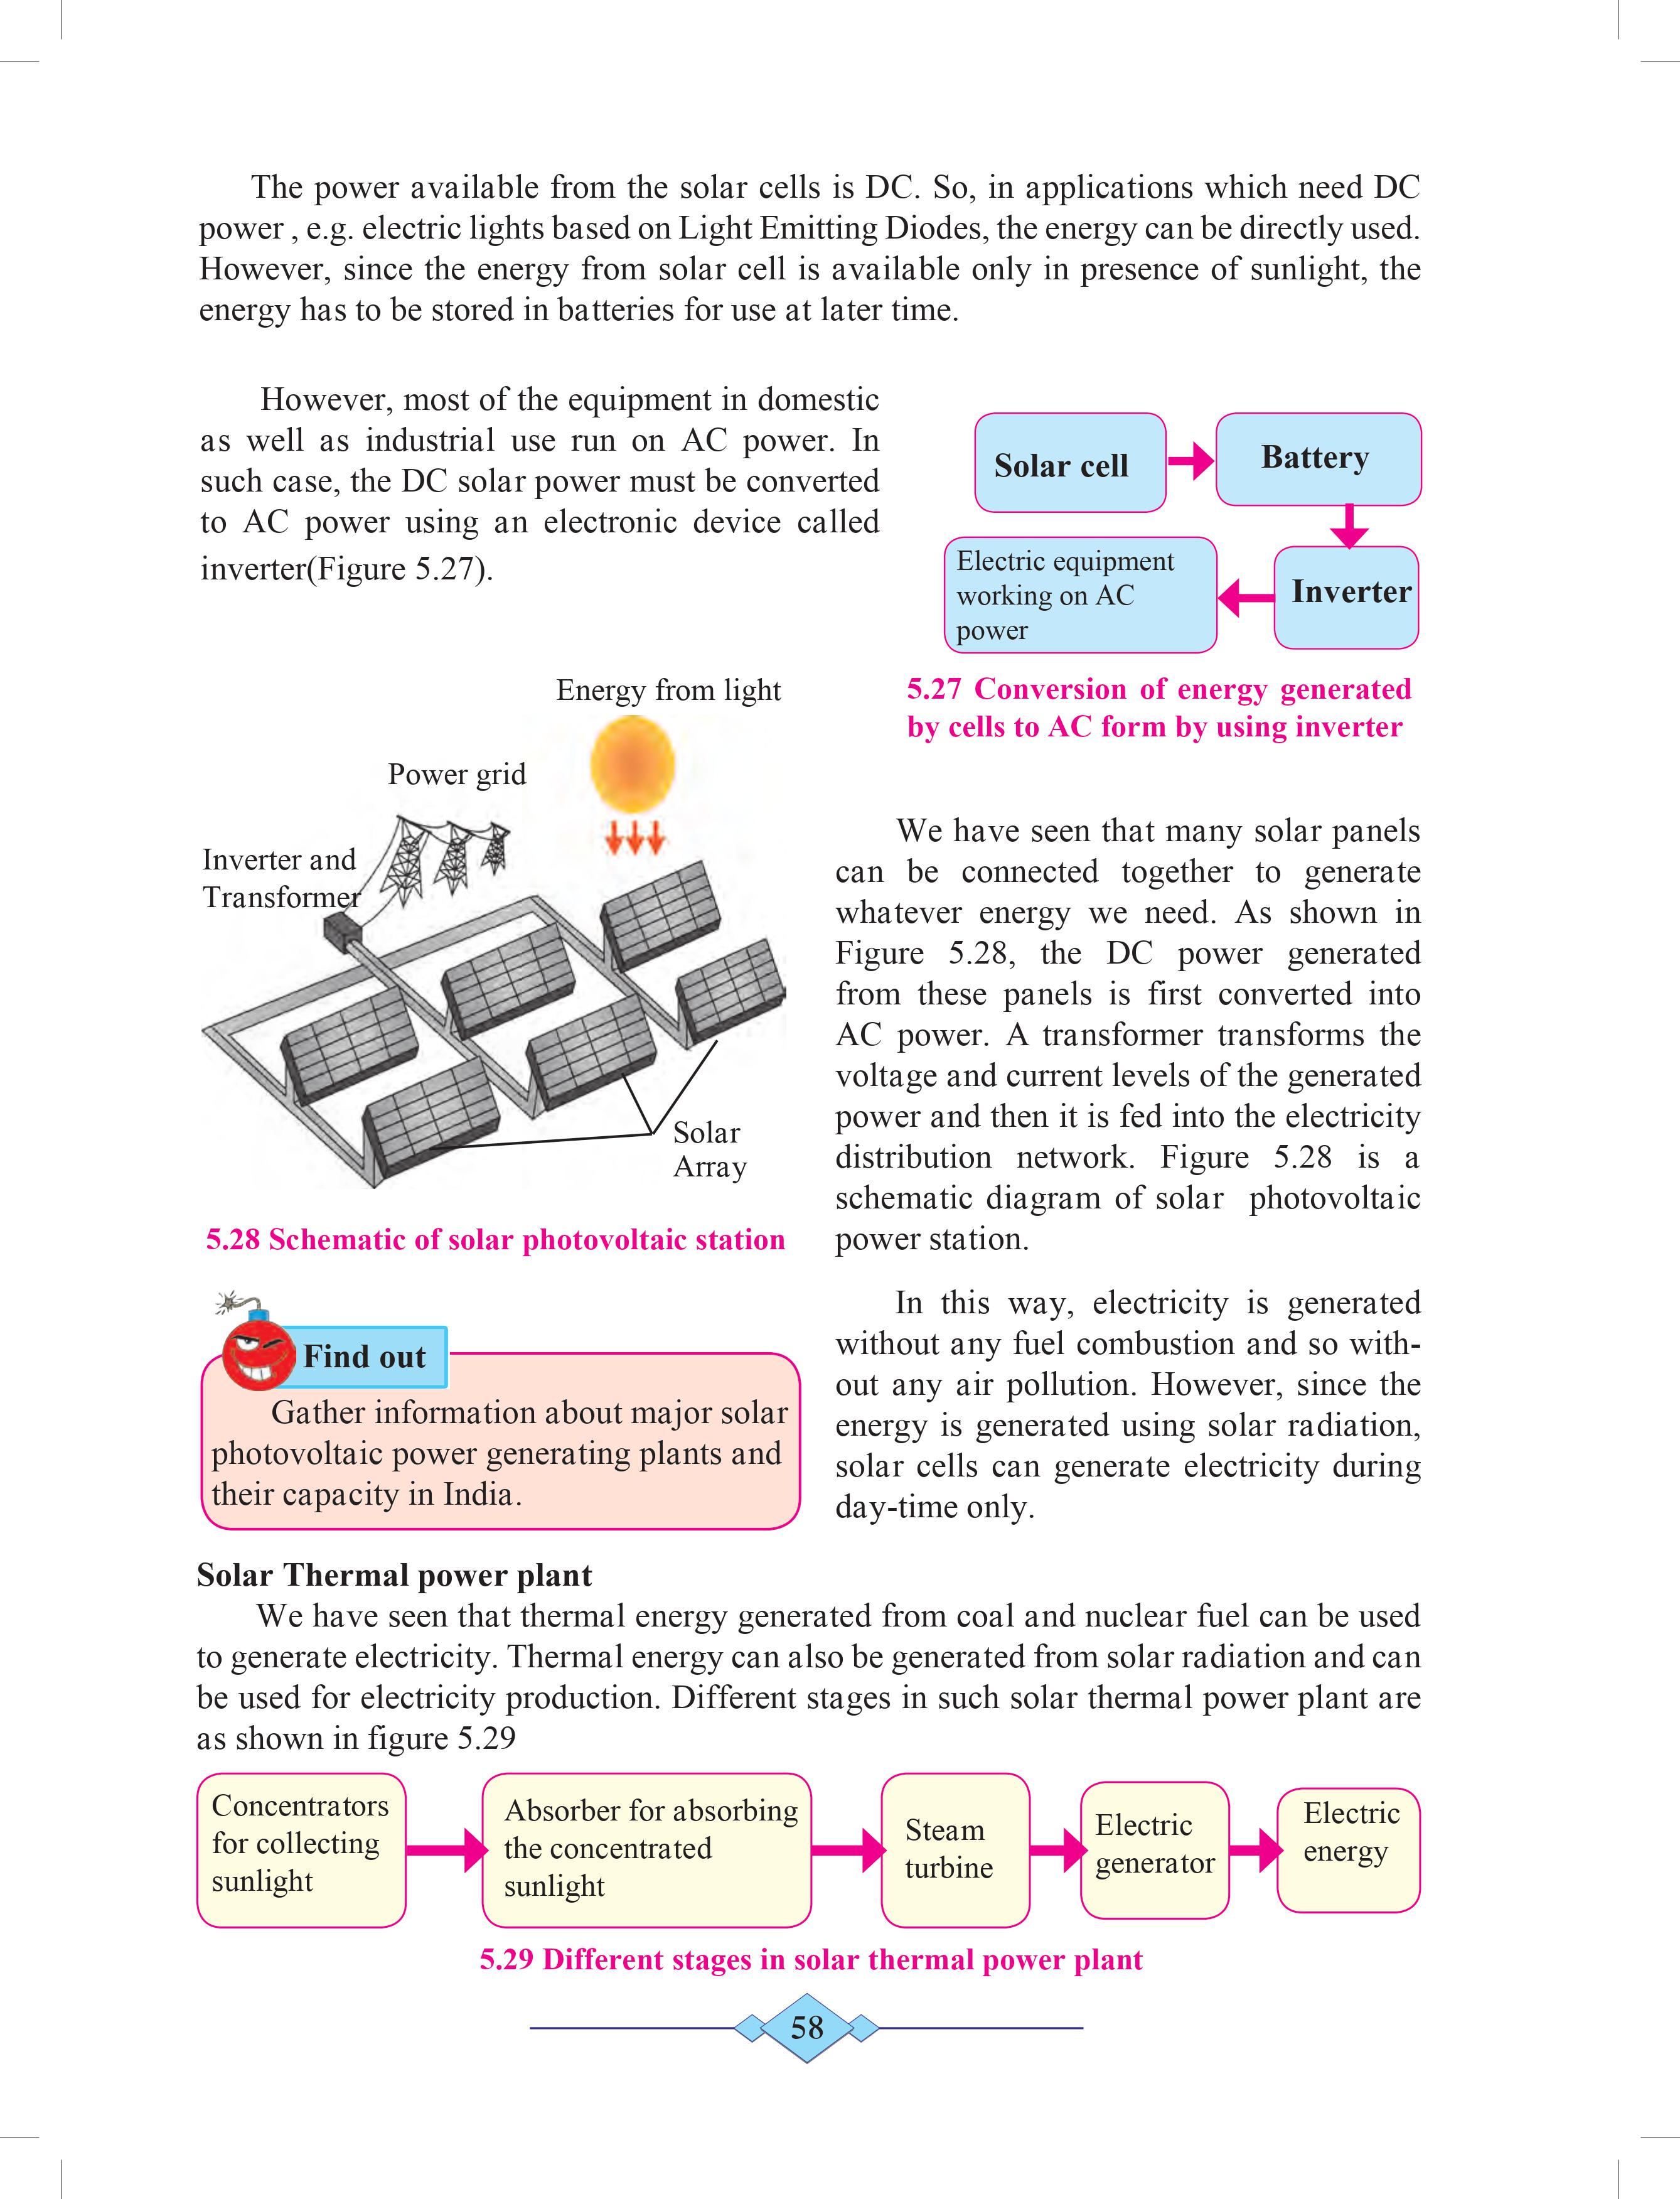 The power available from the solar cells is DC. So, in applications which need DC
power , e.g. electric lights based on Light Emitting Diodes, the energy can be directly used.
However, since the energy from solar cell is available only in presence of sunlight, the
energy has to be stored in batteries for use at later time.
However, most of the equipment in domestic
as well as industrial use run on AC power. In
such case, the DC solar power must be converted
to AC power using an electronic device called
inverter(Figure 5.27).
Solar cell
Battery
Electric equipment
working on AC
power
Inverter
5.27 Conversion of energy generated
by cells to AC form by using inverter
Energy from light
Power grid
Inverter and
Transformer
Solar
Array
5.28 Schematic of solar photovoltaic station
We have seen that many solar panels
can be connected together to generate
whatever energy we need. As shown in
Figure 5.28, the DC power generated
from these panels is first converted into
AC power. A transformer transforms the
voltage and current levels of the generated
power and then it is fed into the electricity
distribution network. Figure 5.28 is a
schematic diagram of solar photovoltaic
power station.
Find out
Gather information about major solar
photovoltaic power generating plants and
their capacity in India.
In this way, electricity is generated
without any fuel combustion and so with-
out any air pollution. However, since the
energy is generated using solar radiation,
solar cells can generate electricity during
day-time only.
Solar Thermal power plant
We have seen that thermal energy generated from coal and nuclear fuel can be used
to generate electricity. Thermal energy can also be generated from solar radiation and can
be used for electricity production. Different stages in such solar thermal power plant are
as shown in figure 5.29
Concentrators
for collecting
sunlight
Absorber for absorbing
the concentrated
sunlight
Steam
turbine
Electric
generator
Electric
energy
5.29 Different stages in solar thermal power plant
58